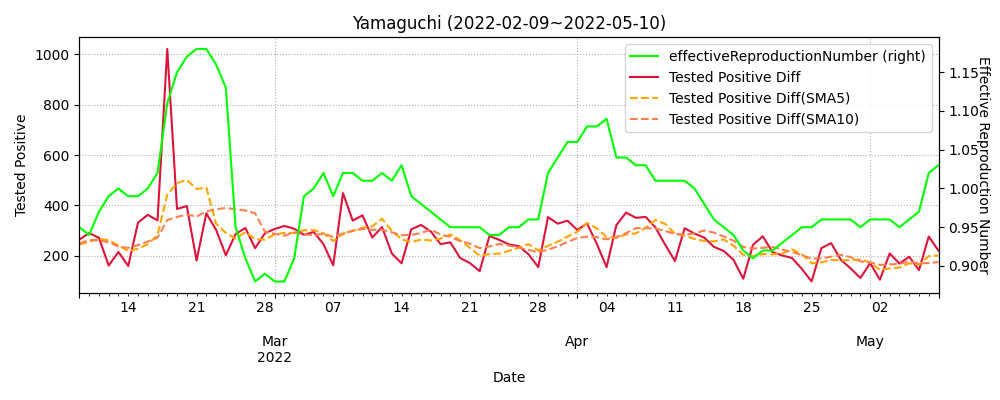 Yamaguchi (2022-02-09~2022-05-10)
effectiveReproductionNumber (right)
Tested Positive Diff
Tested Positive Diff(SMA5)
Tested Positive Diff(SMA10)
Tested Positive
1000
800
600
400
200
Effective Reproduction Number
1.15
1.10
1.05
1.00
0.95
0.90
14 21 28 07 14 21 28 04 11 18 25 02
Mar Apr May
2022
Date